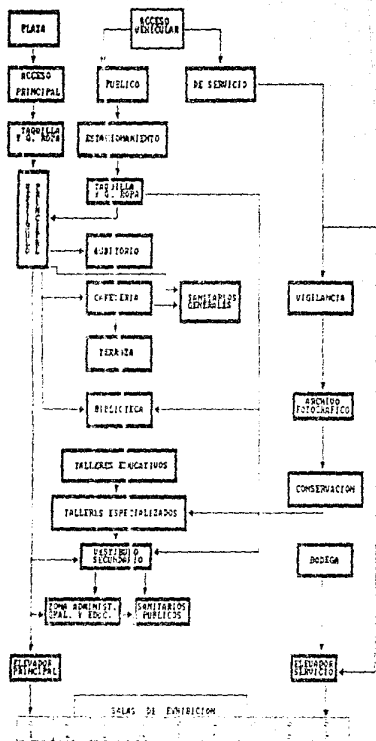 PLAZA
ACCESO
VEHICULAR
ACCESO
PRINCIPAL
PUBLICO
DE SERVICIO
TAQUILLA
Y G. ROPA
ESTACIONAMIENTO
TAQUILLA
Y G. ROPA
VESTIBULO
PRINCIPAL
AUDITORIO
CAFETERIA
SANITARIOS
GENERALES
VIGILANCIA
TERRAZA
BIBLIOTECA
ARCHIVO
FOTOGRAFICO
TALLERES EDUCATIVOS
CONSERVACION
TALLERES ESPECIALIZADOS
VESTIBULO
SECUNDARIO
BODEGA
ZONA ADMINIST.
GRAL. Y EDUC.
SANITARIOS
PUBLICOS
ELEVADOR
PRINCIPAL
ELEVADOR
SERVICIO
SALAS DE EXHIBICION